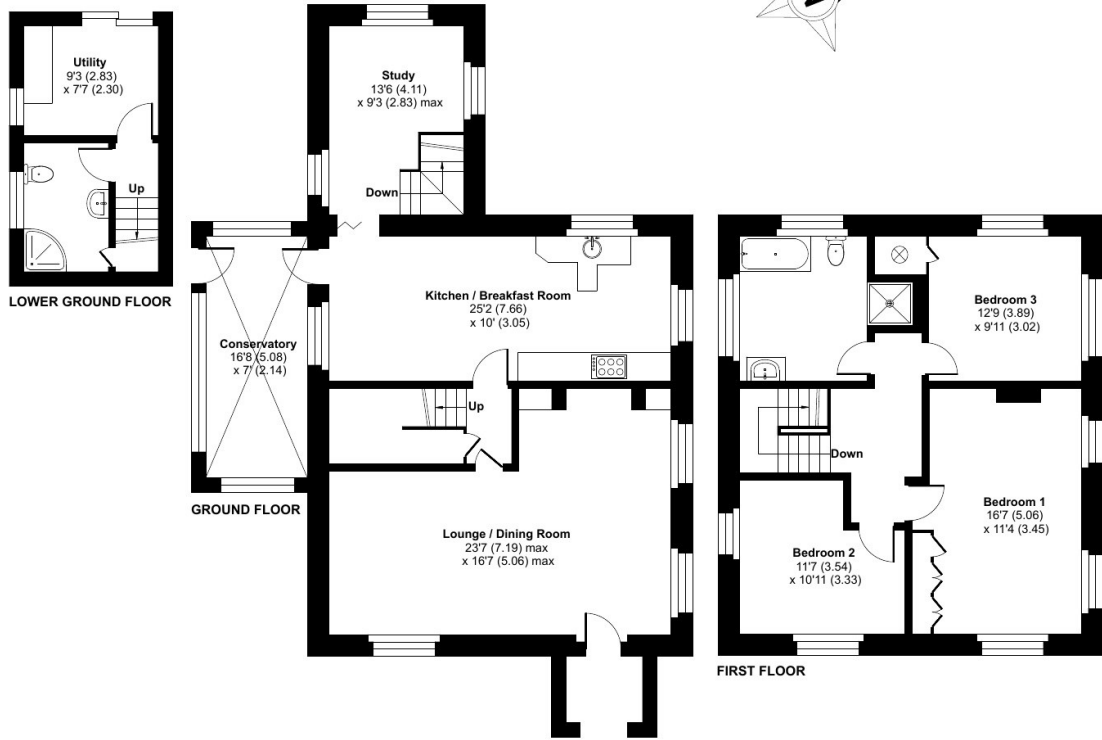 Utility
9'3 (2.83)
x 7'7 (2.30)
Up
LOWER GROUND FLOOR
Study
13'6 (4.11)
x 9'3 (2.83) max
Down
Kitchen / Breakfast Room
25'2 (7.66)
x 10' (3.05)
Conservatory
16'8 (5.08)
x 7' (2.14)
Up
GROUND FLOOR
Lounge / Dining Room
23'7 (7.19) max
x 16'7 (5.06) max
Bedroom 3
12'9 (3.89)
x 9'11 (3.02)
Down
Bedroom 1
16'7 (5.06)
x 11'4 (3.45)
Bedroom 2
11'7 (3.54)
x 10'11 (3.33)
FIRST FLOOR